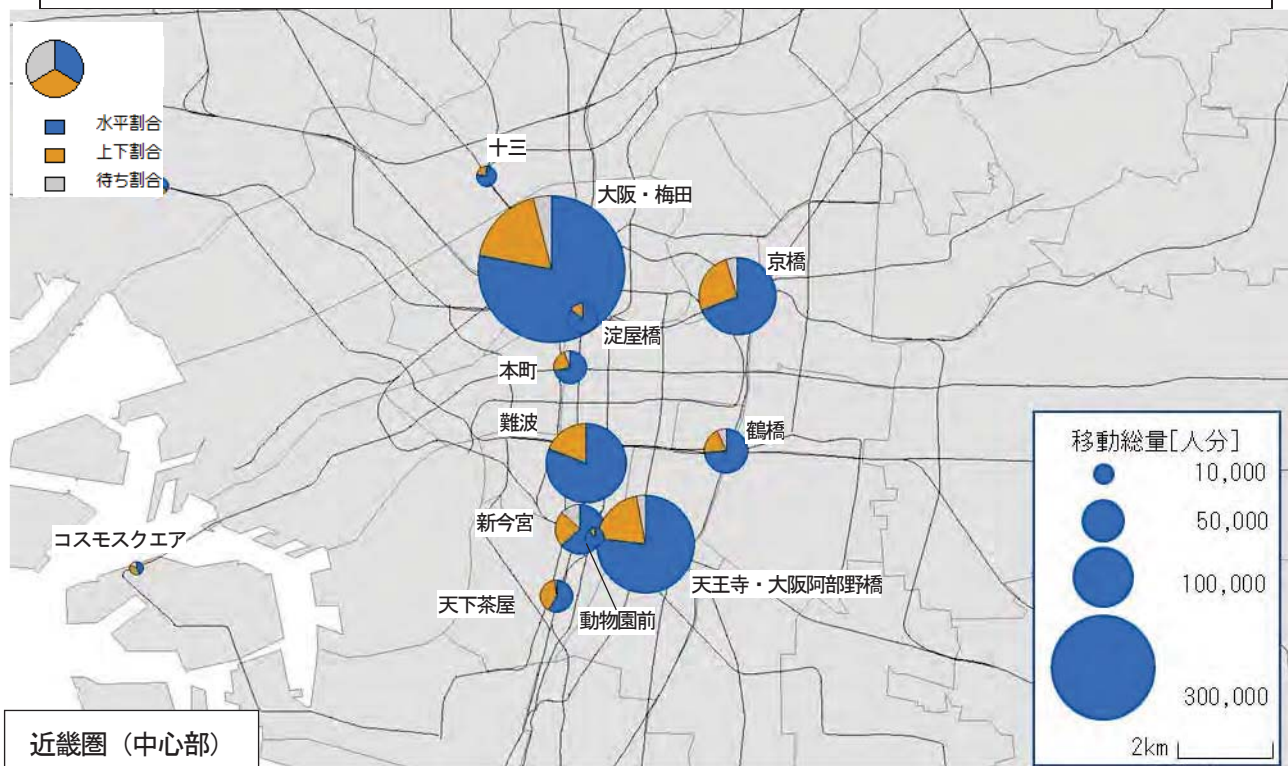 水平割合
上下割合
待ち割合
十三
大阪・梅田
京橋
淀屋橋
本町
難波
鶴橋
新今宮
コスモスクエア
天王寺・大阪阿部野橋
天下茶屋
動物園前
移動総量[人分]
10,000
50,000
100,000
300,000
2km
近畿圏（中心部）